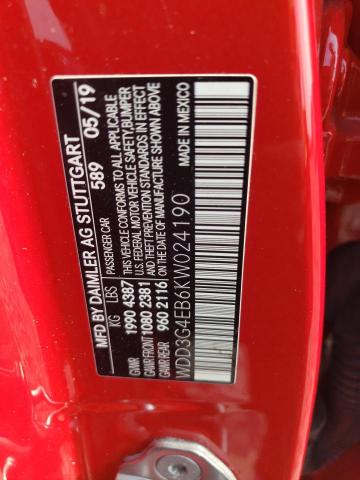 MFD BY DAIMLER AG STUTTGART
PASSENGER CAR 589 05/19
KG LBS
GVWR 1990 4387
GAWR FRONT 1080 2381
GAWR REAR 960 2116
THIS VEHICLE CONFORMS TO ALL APPLICABLE
U.S. FEDERAL MOTOR VEHICLE SAFETY, BUMPER
AND THEFT PREVENTION STANDARDS IN EFFECT
ON THE DATE OF MANUFACTURE SHOWN ABOVE
WDD3G4EB6KW024190
MADE IN MEXICO